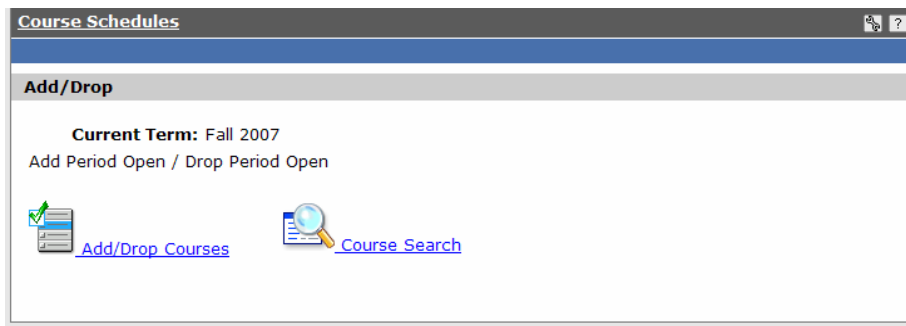 Course Schedules
?
Add/Drop
Current Term: Fall 2007
Add Period Open / Drop Period Open
Add/Drop Courses Course Search